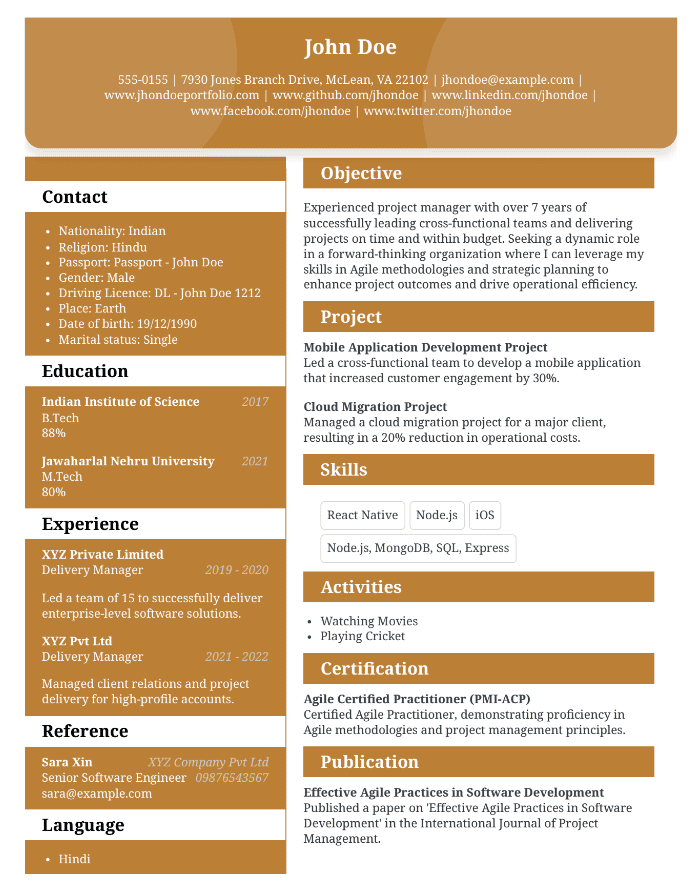 John Doe
555-0155 | 7930 Jones Branch Drive, McLean, VA 22102 | jhondoe@example.com |
www.jhondoeportfolio.com | www.github.com/jhondoe | www.linkedin.com/jhondoe |
www.facebook.com/jhondoe | www.twitter.com/jhondoe
Contact
• Nationality: Indian
• Religion: Hindu
• Passport: Passport - John Doe
• Gender: Male
• Driving Licence: DL - John Doe 1212
• Place: Earth
• Date of birth: 19/12/1990
• Marital status: Single
Education
Indian Institute of Science 2017
B.Tech
88%
Jawaharlal Nehru University 2021
M.Tech
80%
Experience
XYZ Private Limited
Delivery Manager 2019 - 2020
Led a team of 15 to successfully deliver
enterprise-level software solutions.
XYZ Pvt Ltd
Delivery Manager 2021 - 2022
Managed client relations and project
delivery for high-profile accounts.
Reference
Sara Xin XYZ Company Pvt Ltd
Senior Software Engineer 09876543567
sara@example.com
Language
• Hindi
Objective
Experienced project manager with over 7 years of
successfully leading cross-functional teams and delivering
projects on time and within budget. Seeking a dynamic role
in a forward-thinking organization where I can leverage my
skills in Agile methodologies and strategic planning to
enhance project outcomes and drive operational efficiency.
Project
Mobile Application Development Project
Led a cross-functional team to develop a mobile application
that increased customer engagement by 30%.
Cloud Migration Project
Managed a cloud migration project for a major client,
resulting in a 20% reduction in operational costs.
Skills
React Native Node.js iOS
Node.js, MongoDB, SQL, Express
Activities
• Watching Movies
• Playing Cricket
Certification
Agile Certified Practitioner (PMI-ACP)
Certified Agile Practitioner, demonstrating proficiency in
Agile methodologies and project management principles.
Publication
Effective Agile Practices in Software Development
Published a paper on 'Effective Agile Practices in Software
Development' in the International Journal of Project
Management.